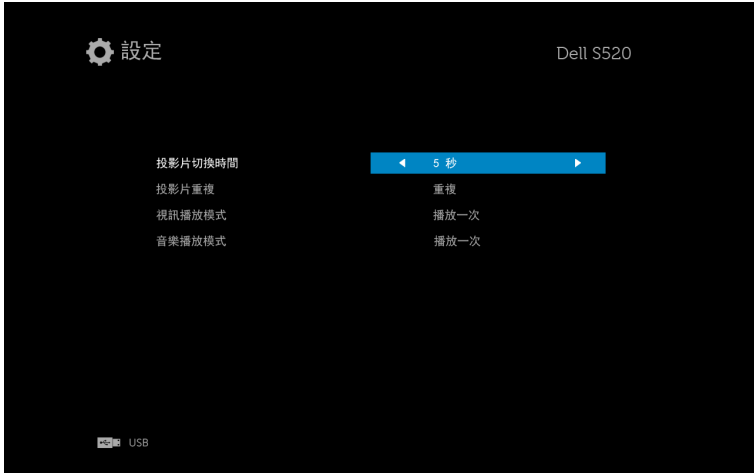 設定
Dell S520
投影片切換時間 5 秒
投影片重複 重複
視訊播放模式 播放一次
音樂播放模式 播放一次
USB